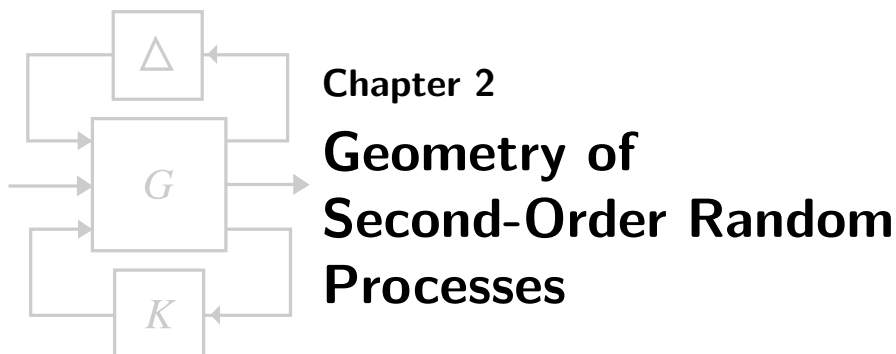 Δ
Chapter 2
Geometry of
G
Second-Order Random
Processes
K